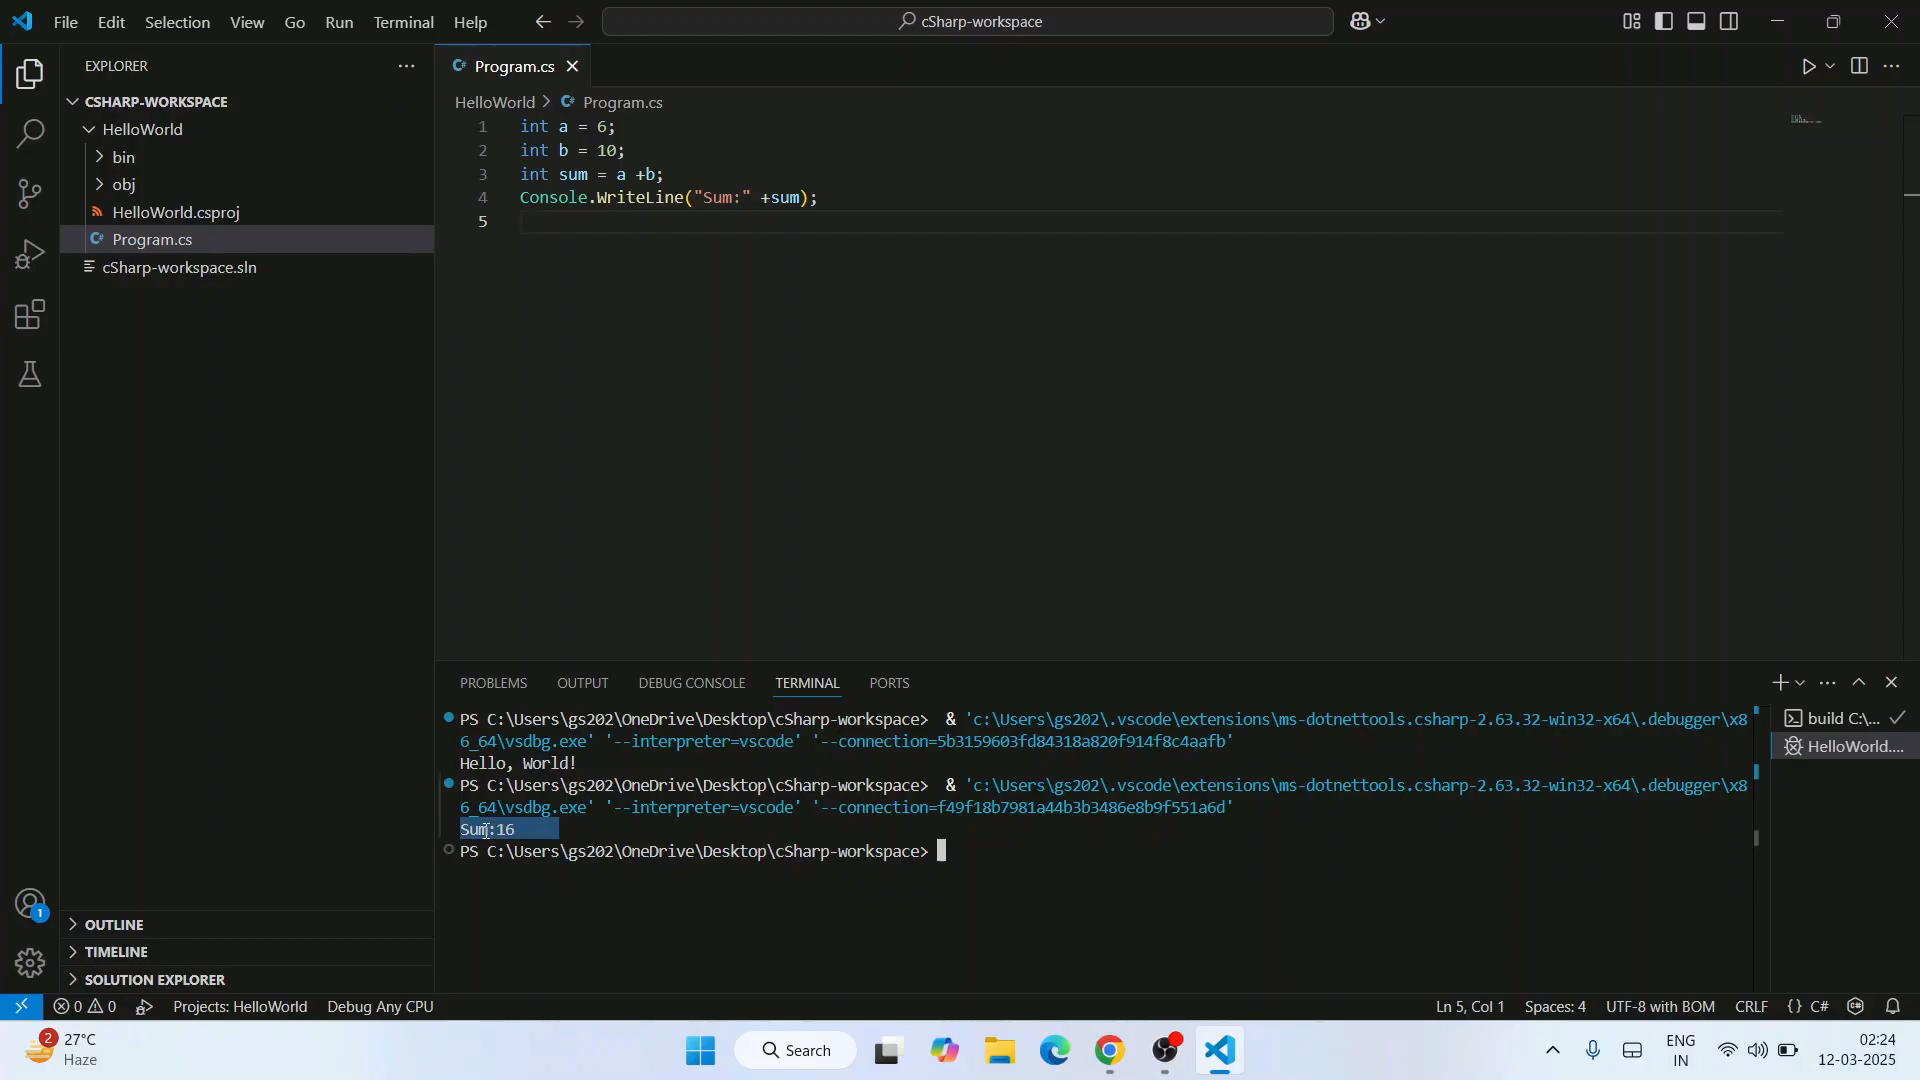 File Edit Selection View Go Run Terminal Help
cSharp-workspace
EXPLORER
CSHARP-WORKSPACE
HelloWorld
bin
obj
HelloWorld.csproj
Program.cs
cSharp-workspace.sln
OUTLINE
TIMELINE
SOLUTION EXPLORER
Program.cs
HelloWorld > Program.cs
1 int a = 6;
2 int b = 10;
3 int sum = a +b;
4 Console.WriteLine("Sum:" +sum);
5
PROBLEMS OUTPUT DEBUG CONSOLE TERMINAL PORTS
PS C:\Users\gs202\OneDrive\Desktop\cSharp-workspace>  & 'c:\Users\gs202\.vscode\extensions\ms-dotnettools.csharp-2.63.32-win32-x64\.debugger\x8
6_64\vsdbg.exe' '--interpreter=vscode' '--connection=5b3159603fd84318a820f914f8c4aafb'
Hello, World!
PS C:\Users\gs202\OneDrive\Desktop\cSharp-workspace>  & 'c:\Users\gs202\.vscode\extensions\ms-dotnettools.csharp-2.63.32-win32-x64\.debugger\x8
6_64\vsdbg.exe' '--interpreter=vscode' '--connection=f49f18b7981a44b3b3486e8b9f551a6d'
Sum:16
PS C:\Users\gs202\OneDrive\Desktop\cSharp-workspace>
build C:\...
HelloWorld....
1
0 0 Projects: HelloWorld Debug Any CPU
Ln 5, Col 1 Spaces: 4 UTF-8 with BOM CRLF {} C#
2
27°C
Haze
Search
ENG
IN
02:24
12-03-2025